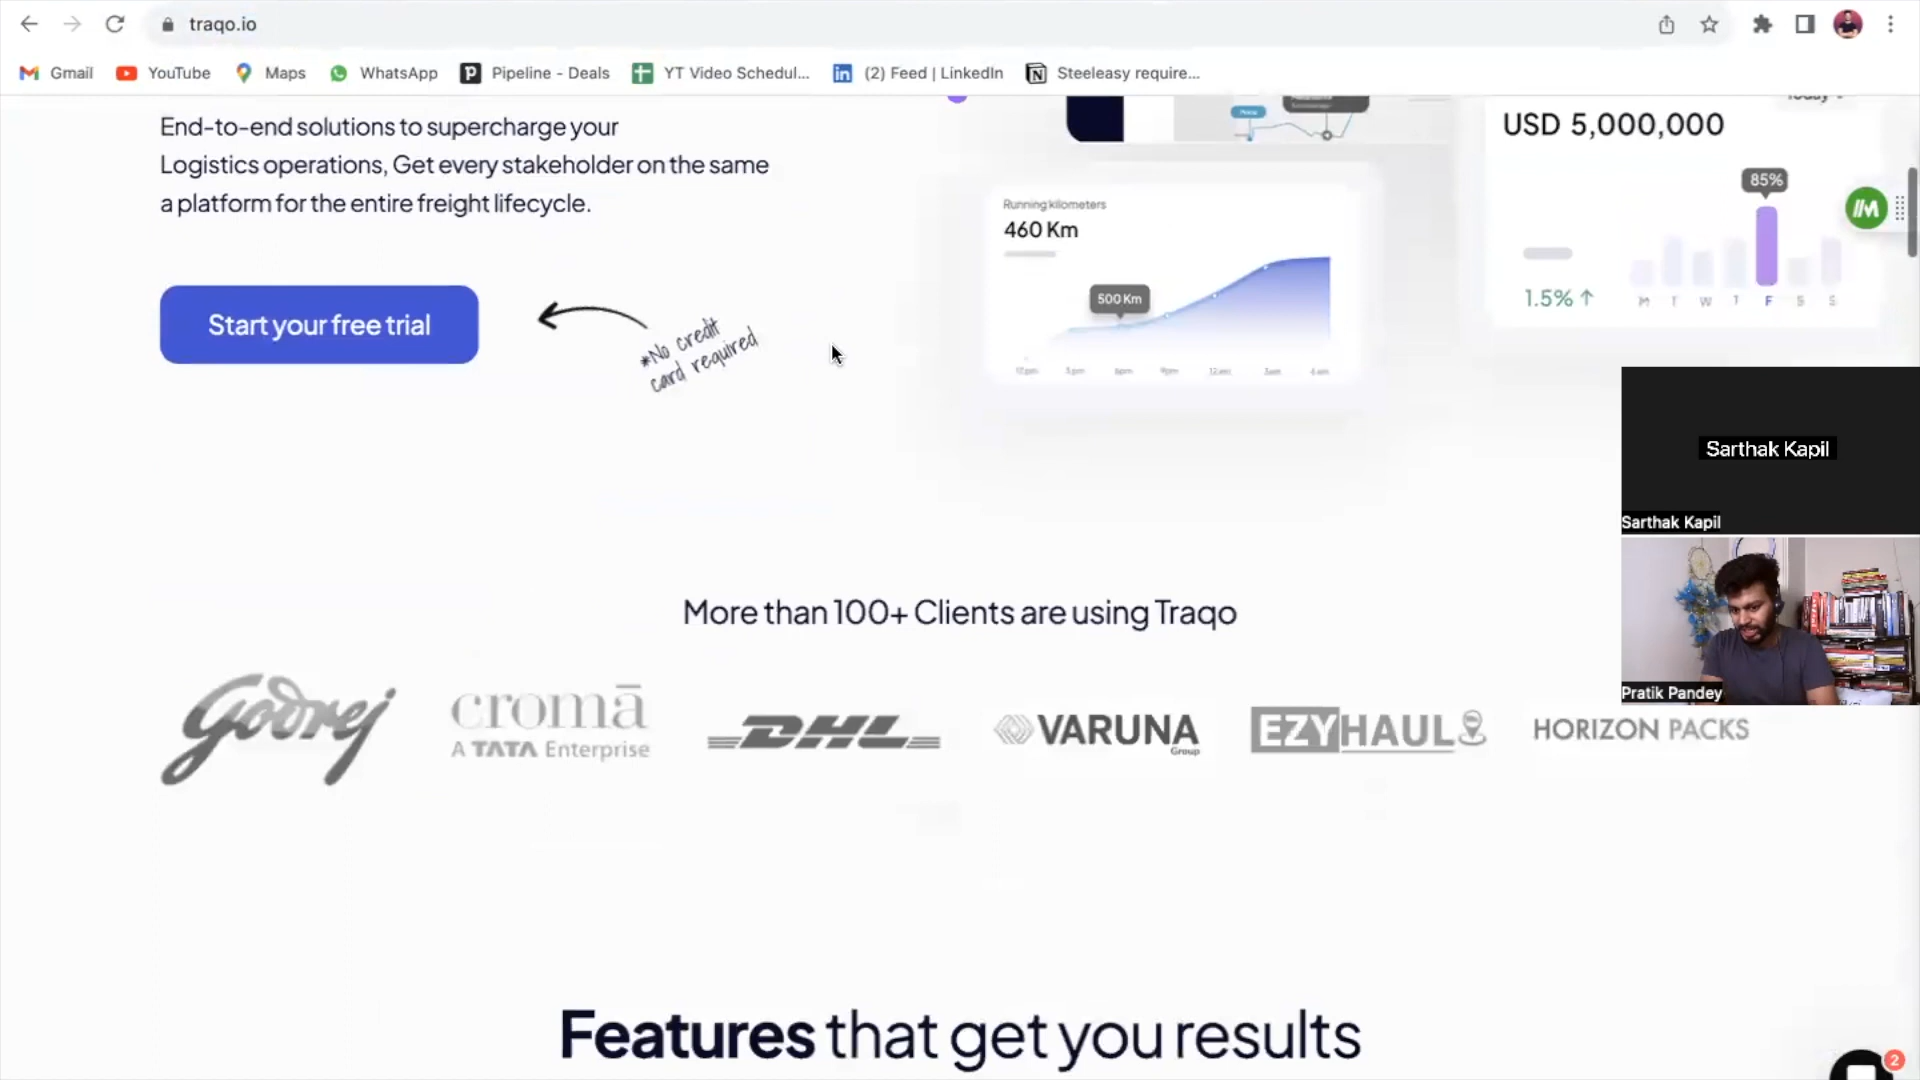 traqo.io
Gmail
YouTube
Maps
WhatsApp
Pipeline - Deals
YT Video Schedul...
(2) Feed | LinkedIn
Steeleasy require...
End-to-end solutions to supercharge your
Logistics operations, Get every stakeholder on the same
a platform for the entire freight lifecycle.
Start your free trial
*No credit
card required
Running kilometers
460 Km
500 Km
USD 5,000,000
85%
1.5% ↑
M T W T F S S
Sarthak Kapil
Sarthak Kapil
Pratik Pandey
More than 100+ Clients are using Traqo
Godrej
cromā
A TATA Enterprise
DHL
VARUNA
Group
EZYHAUL
HORIZON PACKS
Features that get you results
2